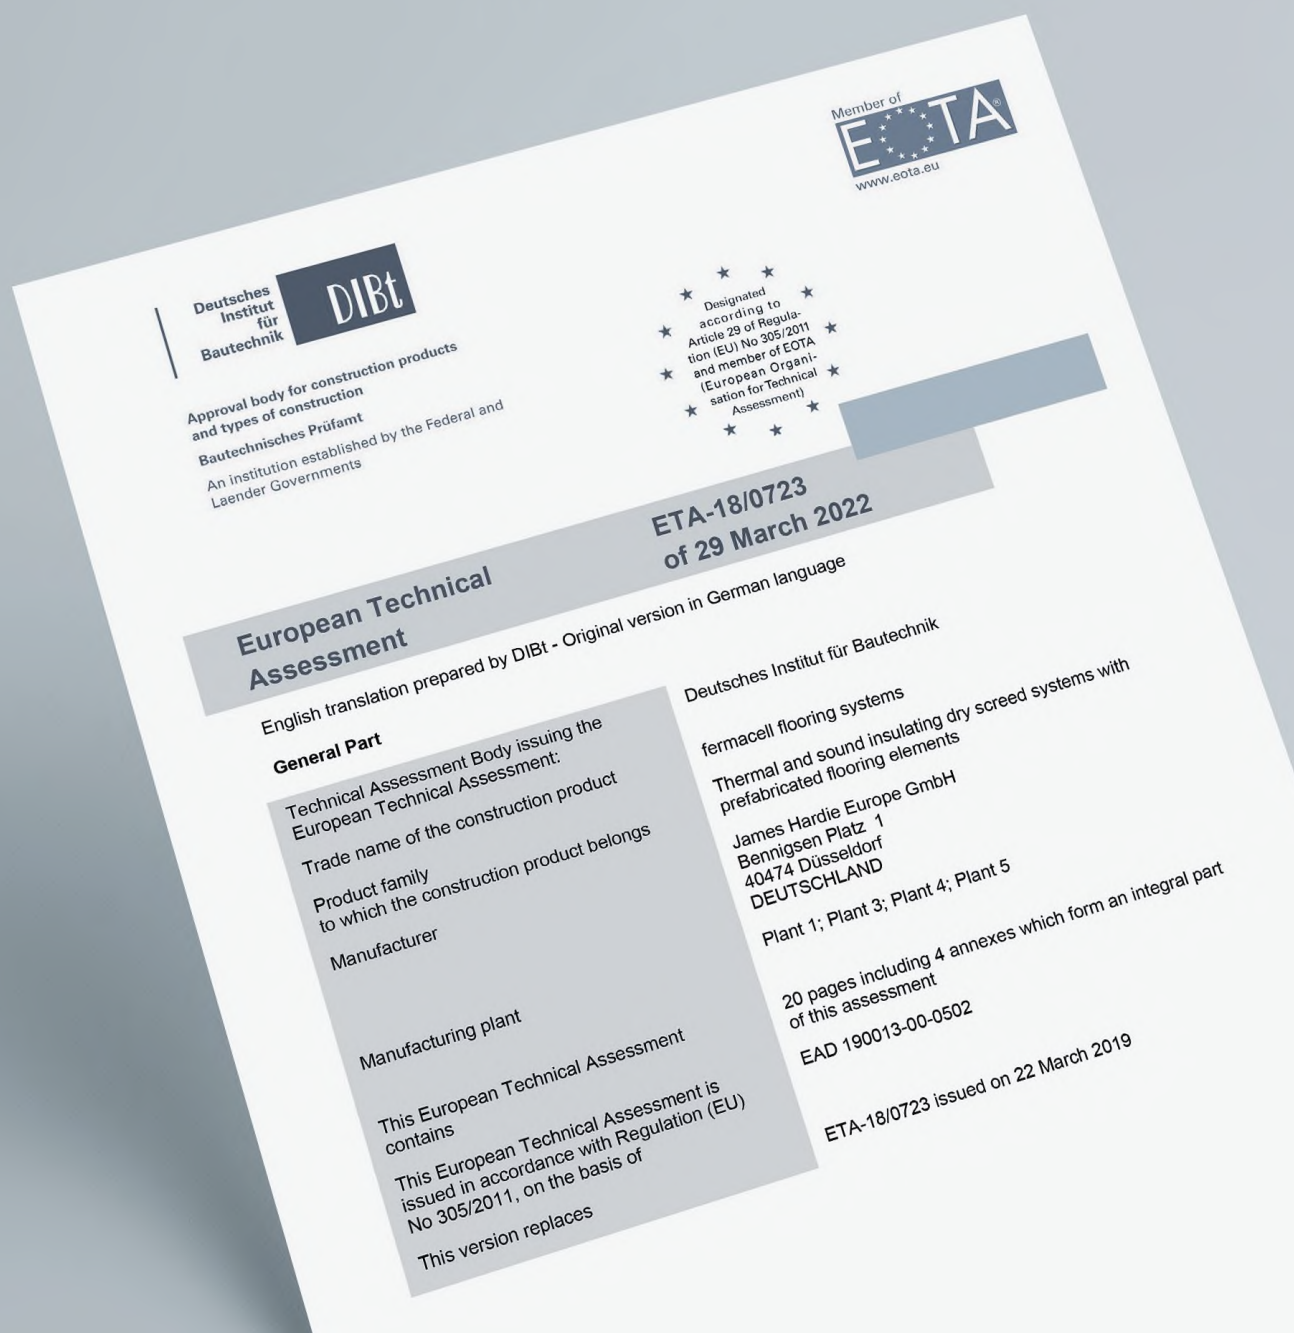 Member of
EOTA®
www.eota.eu
Deutsches
Institut
für
Bautechnik
DIBt
Approval body for construction products
and types of construction
Bautechnisches Prüfamt
An institution established by the Federal and
Laender Governments
Designated
according to
Article 29 of Regula-
tion (EU) No 305/2011
and member of EOTA
(European Organi-
sation for Technical
Assessment)
European Technical
Assessment
ETA-18/0723
of 29 March 2022
English translation prepared by DIBt - Original version in German language
General Part
Technical Assessment Body issuing the
European Technical Assessment:
Deutsches Institut für Bautechnik
Trade name of the construction product
fermacell flooring systems
Product family
to which the construction product belongs
Thermal and sound insulating dry screed systems with
prefabricated flooring elements
Manufacturer
James Hardie Europe GmbH
Bennigsen Platz 1
40474 Düsseldorf
DEUTSCHLAND
Manufacturing plant
Plant 1; Plant 3; Plant 4; Plant 5
This European Technical Assessment
contains
20 pages including 4 annexes which form an integral part
of this assessment
This European Technical Assessment is
issued in accordance with Regulation (EU)
No 305/2011, on the basis of
EAD 190013-00-0502
This version replaces
ETA-18/0723 issued on 22 March 2019